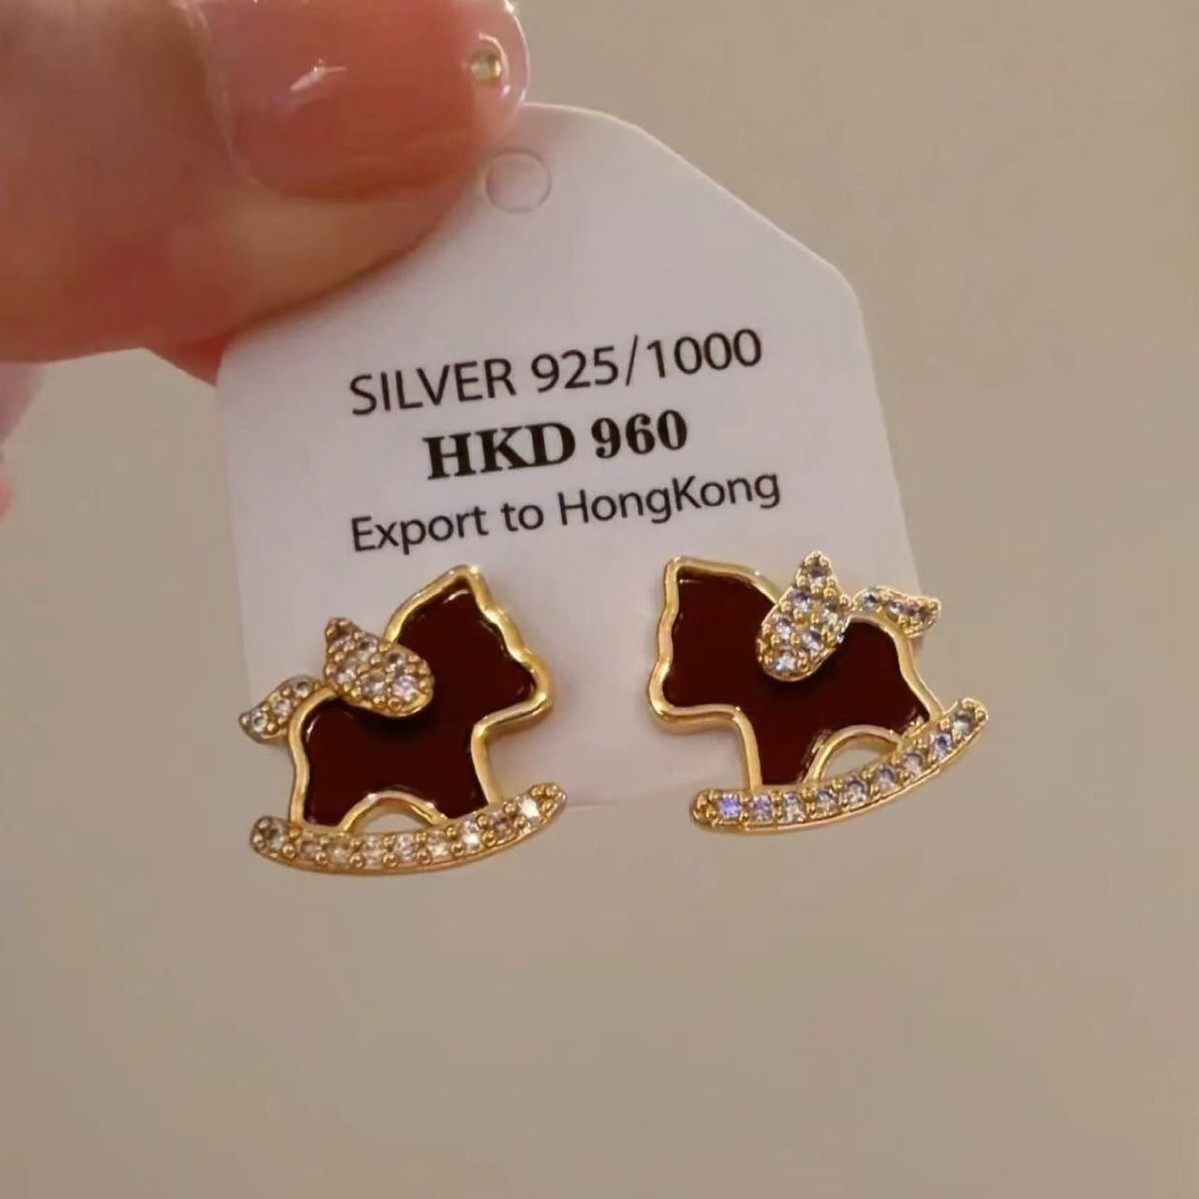 SILVER 925/1000
HKD 960
Export to HongKong